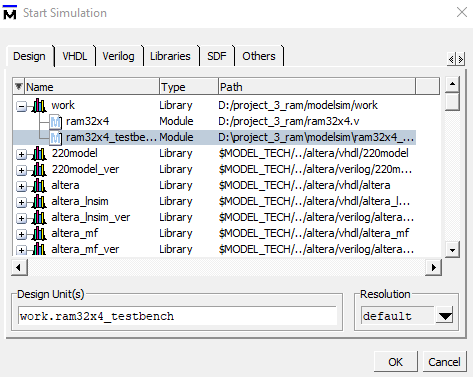 Start Simulation
Design VHDL Verilog Libraries SDF Others
Name Type Path
work Library D:/project_3_ram/modelsim/work
ram32x4 Module D:/project_3_ram/ram32x4.v
ram32x4_testbe... Module D:\project_3_ram\modelsim\ram32x4_...
220model Library $MODEL_TECH/../altera/vhdl/220model
220model_ver Library $MODEL_TECH/../altera/verilog/220m...
altera Library $MODEL_TECH/../altera/vhdl/altera
altera_lnsim Library $MODEL_TECH/../altera/vhdl/altera_l...
altera_lnsim_ver Library $MODEL_TECH/../altera/verilog/altera...
altera_mf Library $MODEL_TECH/../altera/vhdl/altera_mf
altera_mf_ver Library $MODEL_TECH/../altera/verilog/altera...
Design Unit(s) Resolution
work.ram32x4_testbench default
OK Cancel